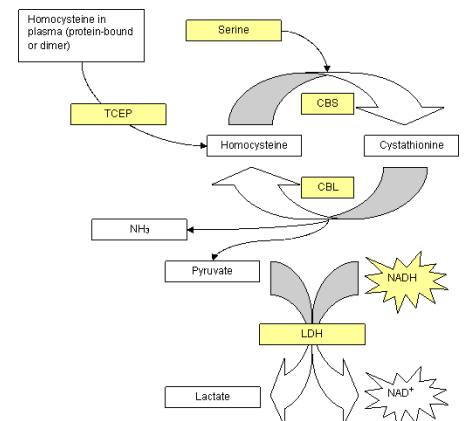 Homocysteine in
plasma (protein-bound
or dimer)
Serine
TCEP
CBS
Homocysteine
Cystathionine
CBL
NH₃
Pyruvate
NADH
LDH
Lactate
NAD⁺